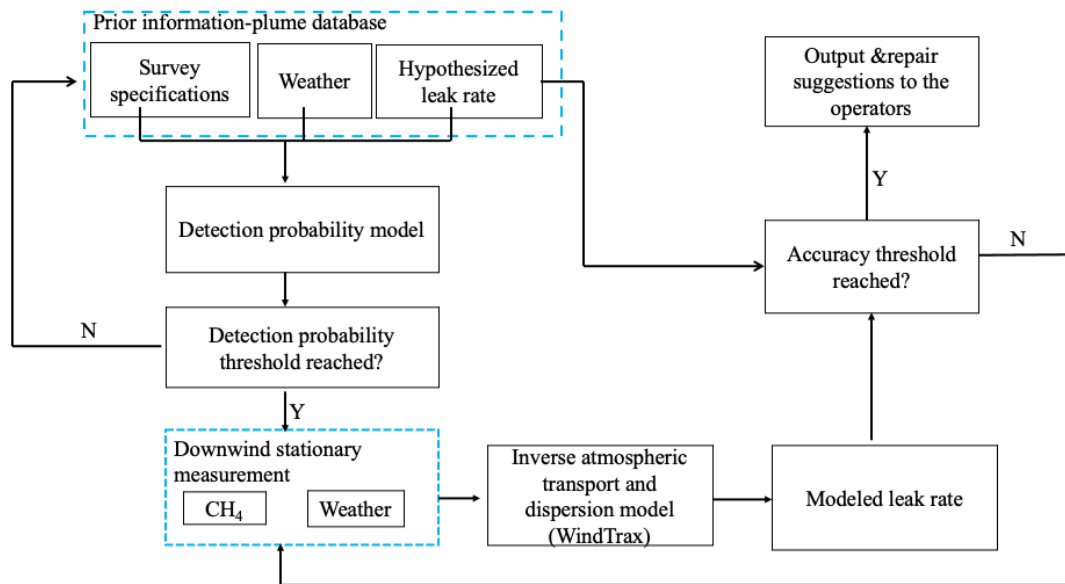 Prior information-plume database
Survey
specifications
Weather
Hypothesized
leak rate
Output &repair
suggestions to the
operators
Y
Detection probability model
Accuracy threshold
reached?
N
N
Detection probability
threshold reached?
Y
Downwind stationary
measurement
CH₄
Weather
Inverse atmospheric
transport and
dispersion model
(WindTrax)
Modeled leak rate